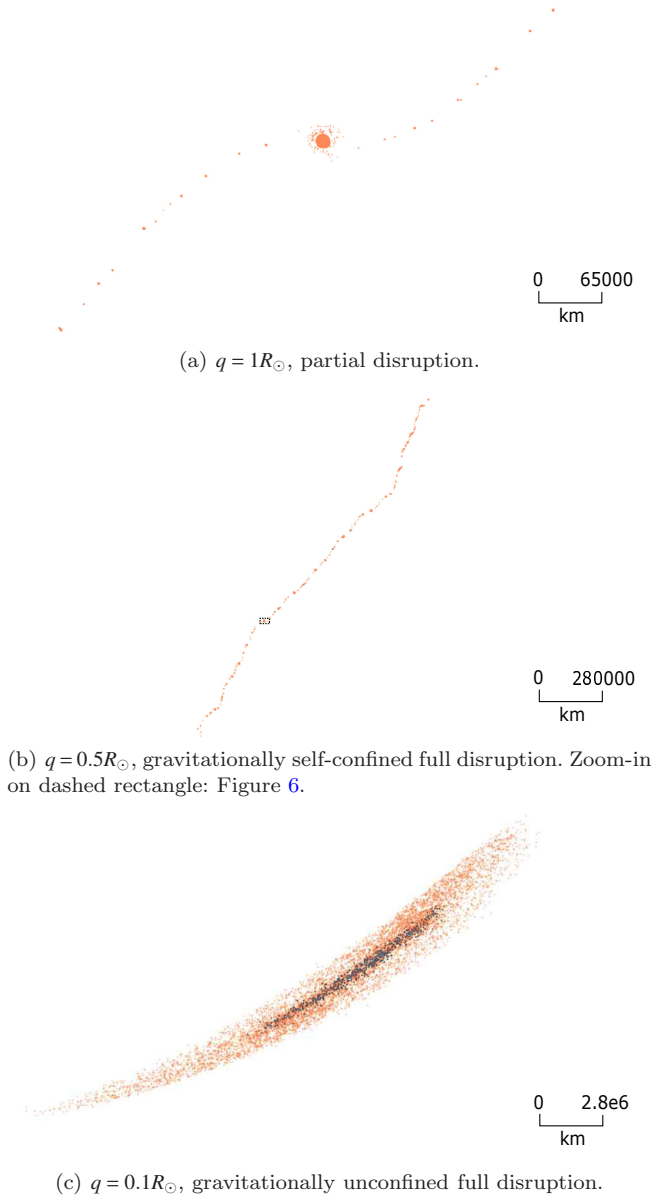 0 65000
km
(a) q = 1R⊙, partial disruption.
0 280000
km
(b) q = 0.5R⊙, gravitationally self-confined full disruption. Zoom-in
on dashed rectangle: Figure 6.
0 2.8e6
km
(c) q = 0.1R⊙, gravitationally unconfined full disruption.